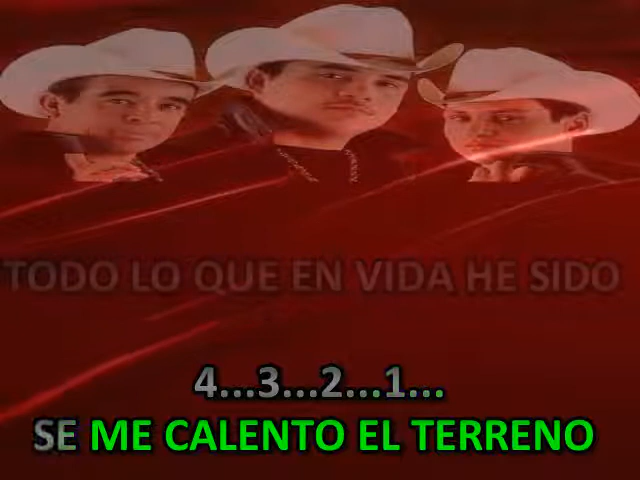 TODO LO QUE EN VIDA HE SIDO
4...3...2...1...
SE ME CALENTO EL TERRENO